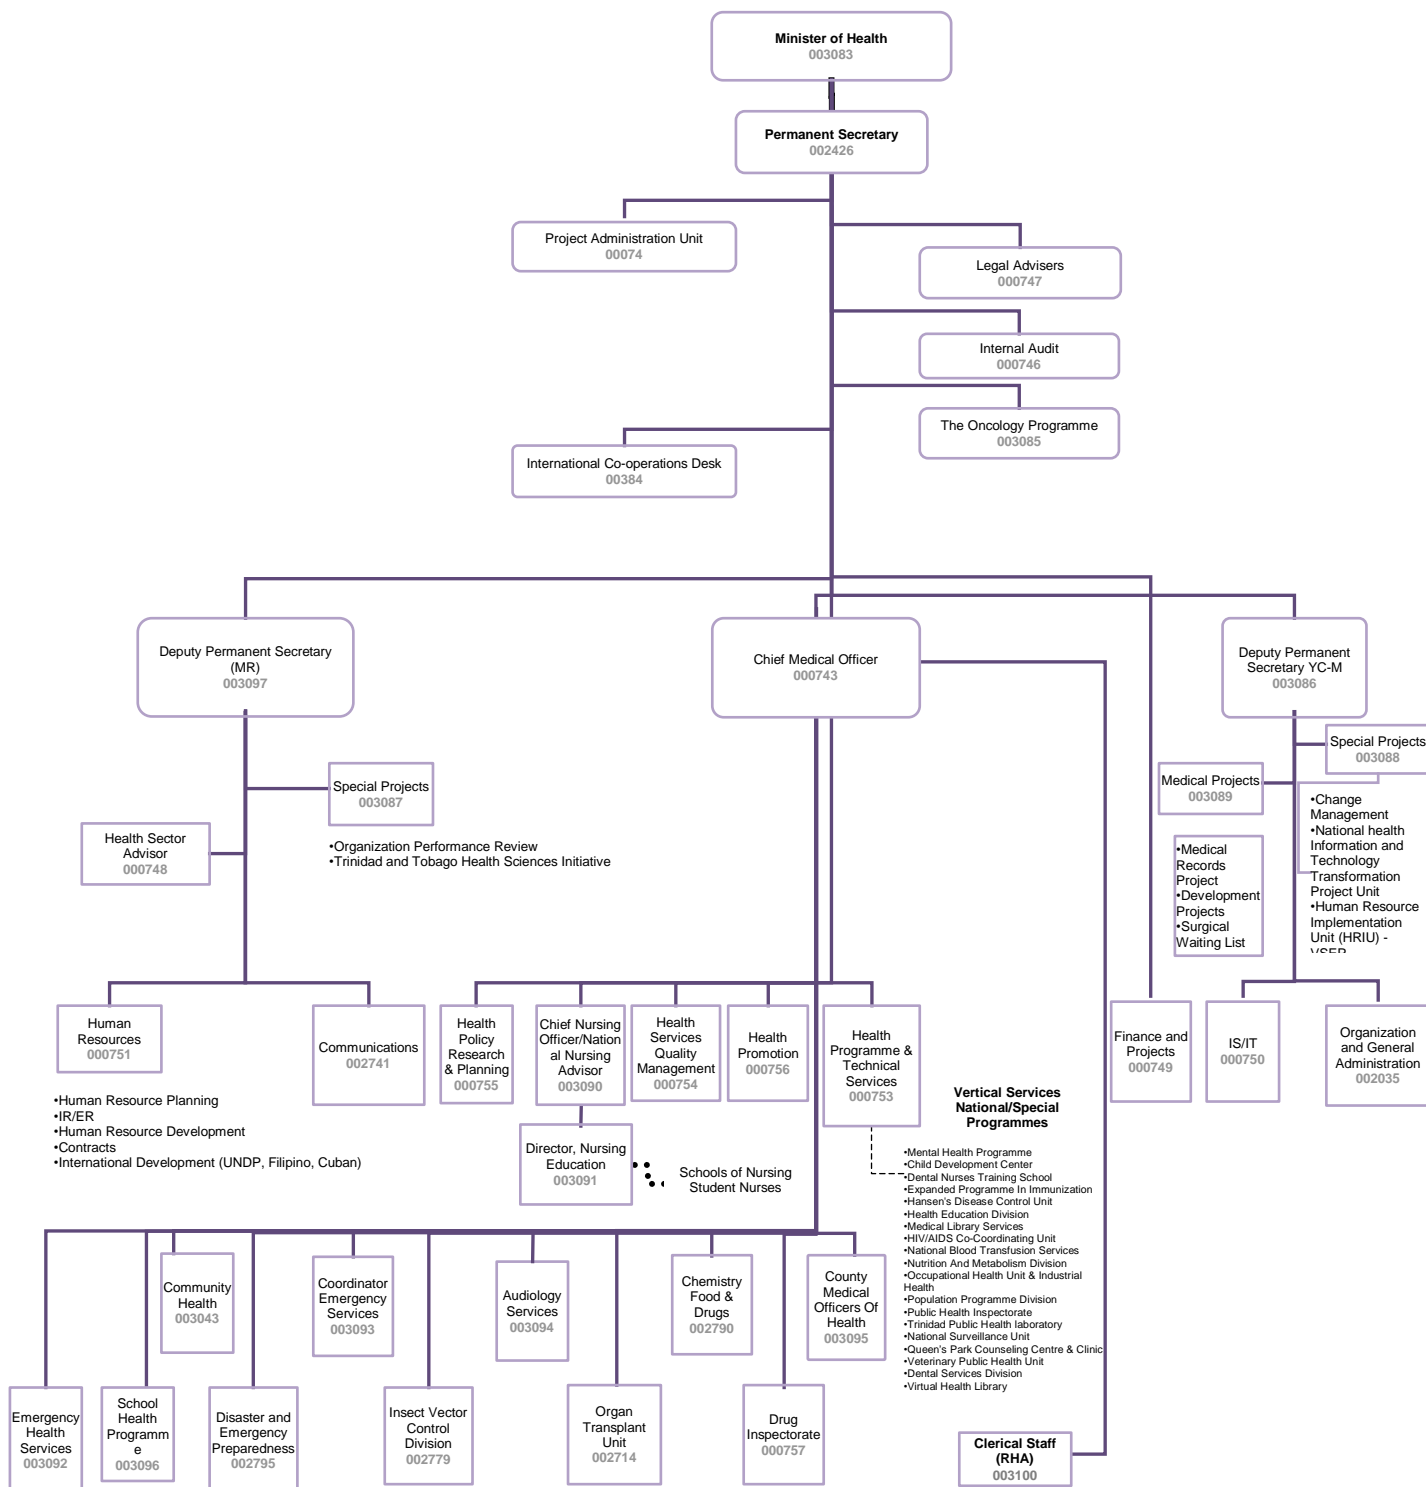 Minister of Health
003083
Permanent Secretary
002426
Project Administration Unit
00074
Legal Advisers
000747
Internal Audit
000746
The Oncology Programme
003085
International Co-operations Desk
00384
Deputy Permanent Secretary
(MR)
003097
Chief Medical Officer
000743
Deputy Permanent
Secretary YC-M
003086
Special Projects
003087
•Organization Performance Review
•Trinidad and Tobago Health Sciences Initiative
Health Sector
Advisor
000748
Special Projects
003088
Medical Projects
003089
•Change
Management
•National health
Information and
Technology
Transformation
Project Unit
•Human Resource
Implementation
Unit (HRIU) -
VSEP
•Medical
Records
Project
•Development
Projects
•Surgical
Waiting List
Human
Resources
000751
Communications
002741
Health
Policy
Research
& Planning
000755
Chief Nursing
Officer/Nation
al Nursing
Advisor
003090
Health
Services
Quality
Management
000754
Health
Promotion
000756
Health
Programme &
Technical
Services
000753
Finance and
Projects
000749
IS/IT
000750
Organization
and General
Administration
002035
•Human Resource Planning
•IR/ER
•Human Resource Development
•Contracts
•International Development (UNDP, Filipino, Cuban)
Director, Nursing
Education
003091
Schools of Nursing
Student Nurses
Vertical Services
National/Special
Programmes
•Mental Health Programme
•Child Development Center
•Dental Nurses Training School
•Expanded Programme In Immunization
•Hansen's Disease Control Unit
•Health Education Division
•Medical Library Services
•HIV/AIDS Co-Coordinating Unit
•National Blood Transfusion Services
•Nutrition And Metabolism Division
•Occupational Health Unit & Industrial
Health
•Population Programme Division
•Public Health Inspectorate
•Trinidad Public Health laboratory
•National Surveillance Unit
•Queen's Park Counseling Centre & Clinic
•Veterinary Public Health Unit
•Dental Services Division
•Virtual Health Library
Community
Health
003043
Coordinator
Emergency
Services
003093
Audiology
Services
003094
Chemistry
Food &
Drugs
002790
County
Medical
Officers Of
Health
003095
Emergency
Health
Services
003092
School
Health
Programm
e
003096
Disaster and
Emergency
Preparedness
002795
Insect Vector
Control
Division
002779
Organ
Transplant
Unit
002714
Drug
Inspectorate
000757
Clerical Staff
(RHA)
003100